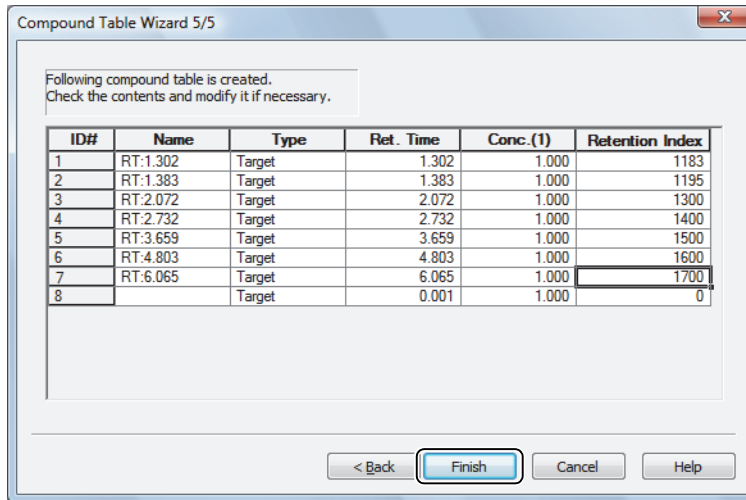 Compound Table Wizard 5/5
Following compound table is created.
Check the contents and modify it if necessary.
ID# Name Type Ret. Time Conc.(1) Retention Index
1 RT:1.302 Target 1.302 1.000 1183
2 RT:1.383 Target 1.383 1.000 1195
3 RT:2.072 Target 2.072 1.000 1300
4 RT:2.732 Target 2.732 1.000 1400
5 RT:3.659 Target 3.659 1.000 1500
6 RT:4.803 Target 4.803 1.000 1600
7 RT:6.065 Target 6.065 1.000 1700
8 Target 0.001 1.000 0
< Back Finish Cancel Help